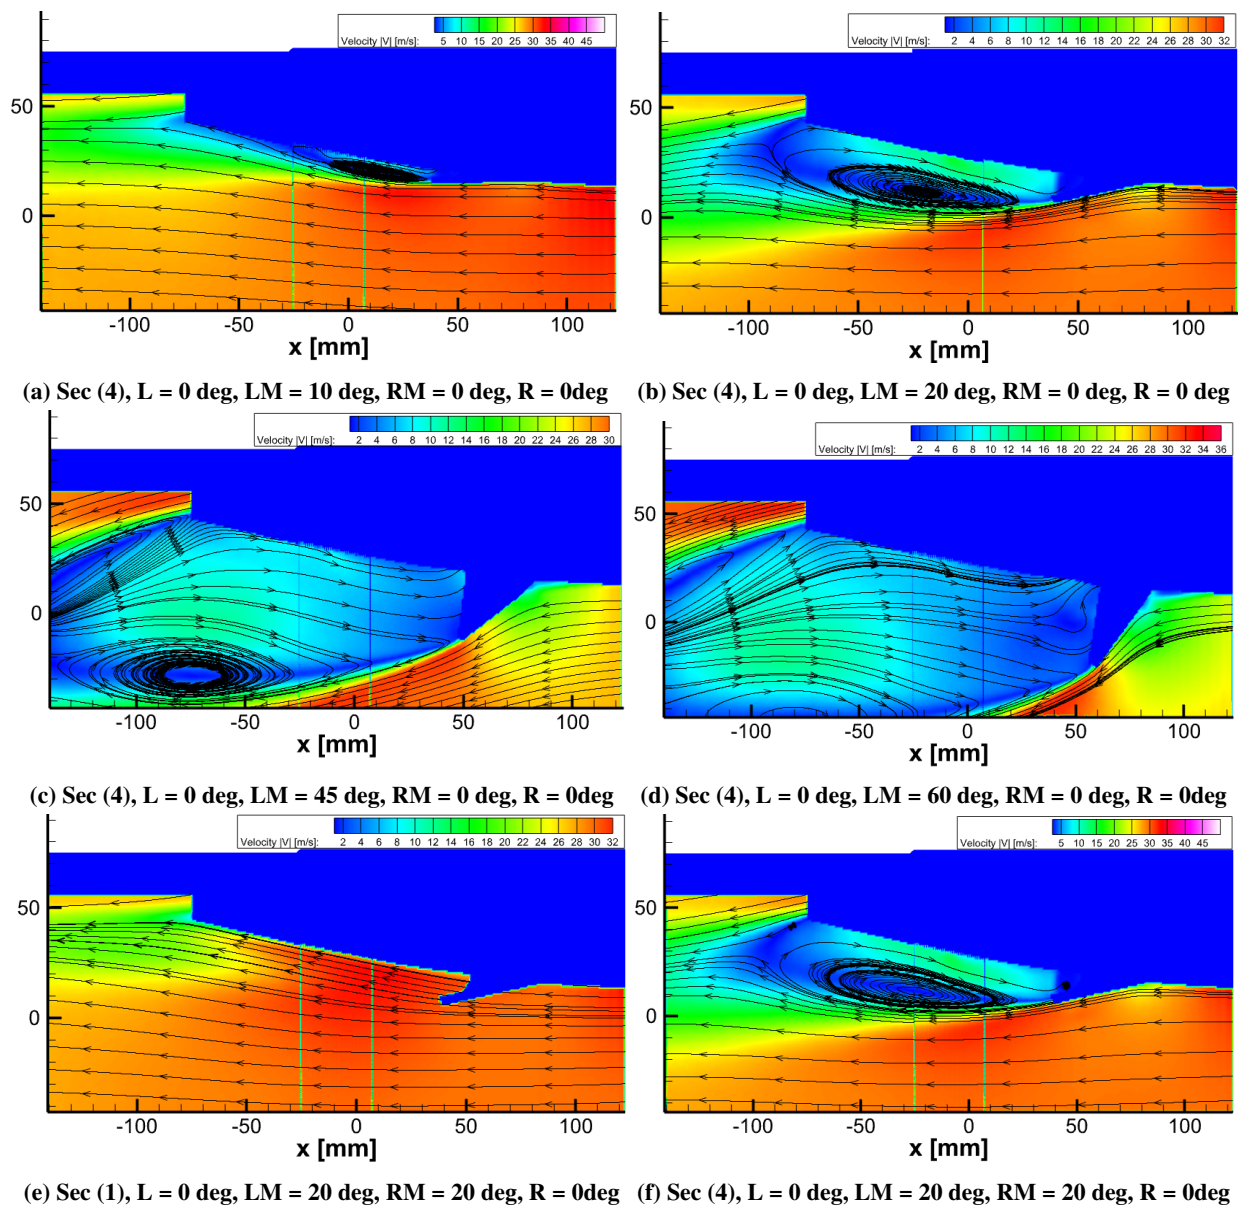 Velocity |V| [m/s]: 5 10 15 20 25 30 35 40 45
Velocity |V| [m/s]: 2 4 6 8 10 12 14 16 18 20 22 24 26 28 30 32
50
0
-100 -50 0 50 100
x [mm]
50
0
-100 -50 0 50 100
x [mm]
(a) Sec (4), L = 0 deg, LM = 10 deg, RM = 0 deg, R = 0deg
(b) Sec (4), L = 0 deg, LM = 20 deg, RM = 0 deg, R = 0 deg
Velocity |V| [m/s]: 2 4 6 8 10 12 14 16 18 20 22 24 26 28 30
Velocity |V| [m/s]: 2 4 6 8 10 12 14 16 18 20 22 24 26 28 30 32 34 36
50
0
-100 -50 0 50 100
x [mm]
50
0
-100 -50 0 50 100
x [mm]
(c) Sec (4), L = 0 deg, LM = 45 deg, RM = 0 deg, R = 0deg
(d) Sec (4), L = 0 deg, LM = 60 deg, RM = 0 deg, R = 0deg
Velocity |V| [m/s]: 2 4 6 8 10 12 14 16 18 20 22 24 26 28 30 32
Velocity |V| [m/s]: 5 10 15 20 25 30 35 40 45
50
0
-100 -50 0 50 100
x [mm]
50
0
-100 -50 0 50 100
x [mm]
(e) Sec (1), L = 0 deg, LM = 20 deg, RM = 20 deg, R = 0deg
(f) Sec (4), L = 0 deg, LM = 20 deg, RM = 20 deg, R = 0deg